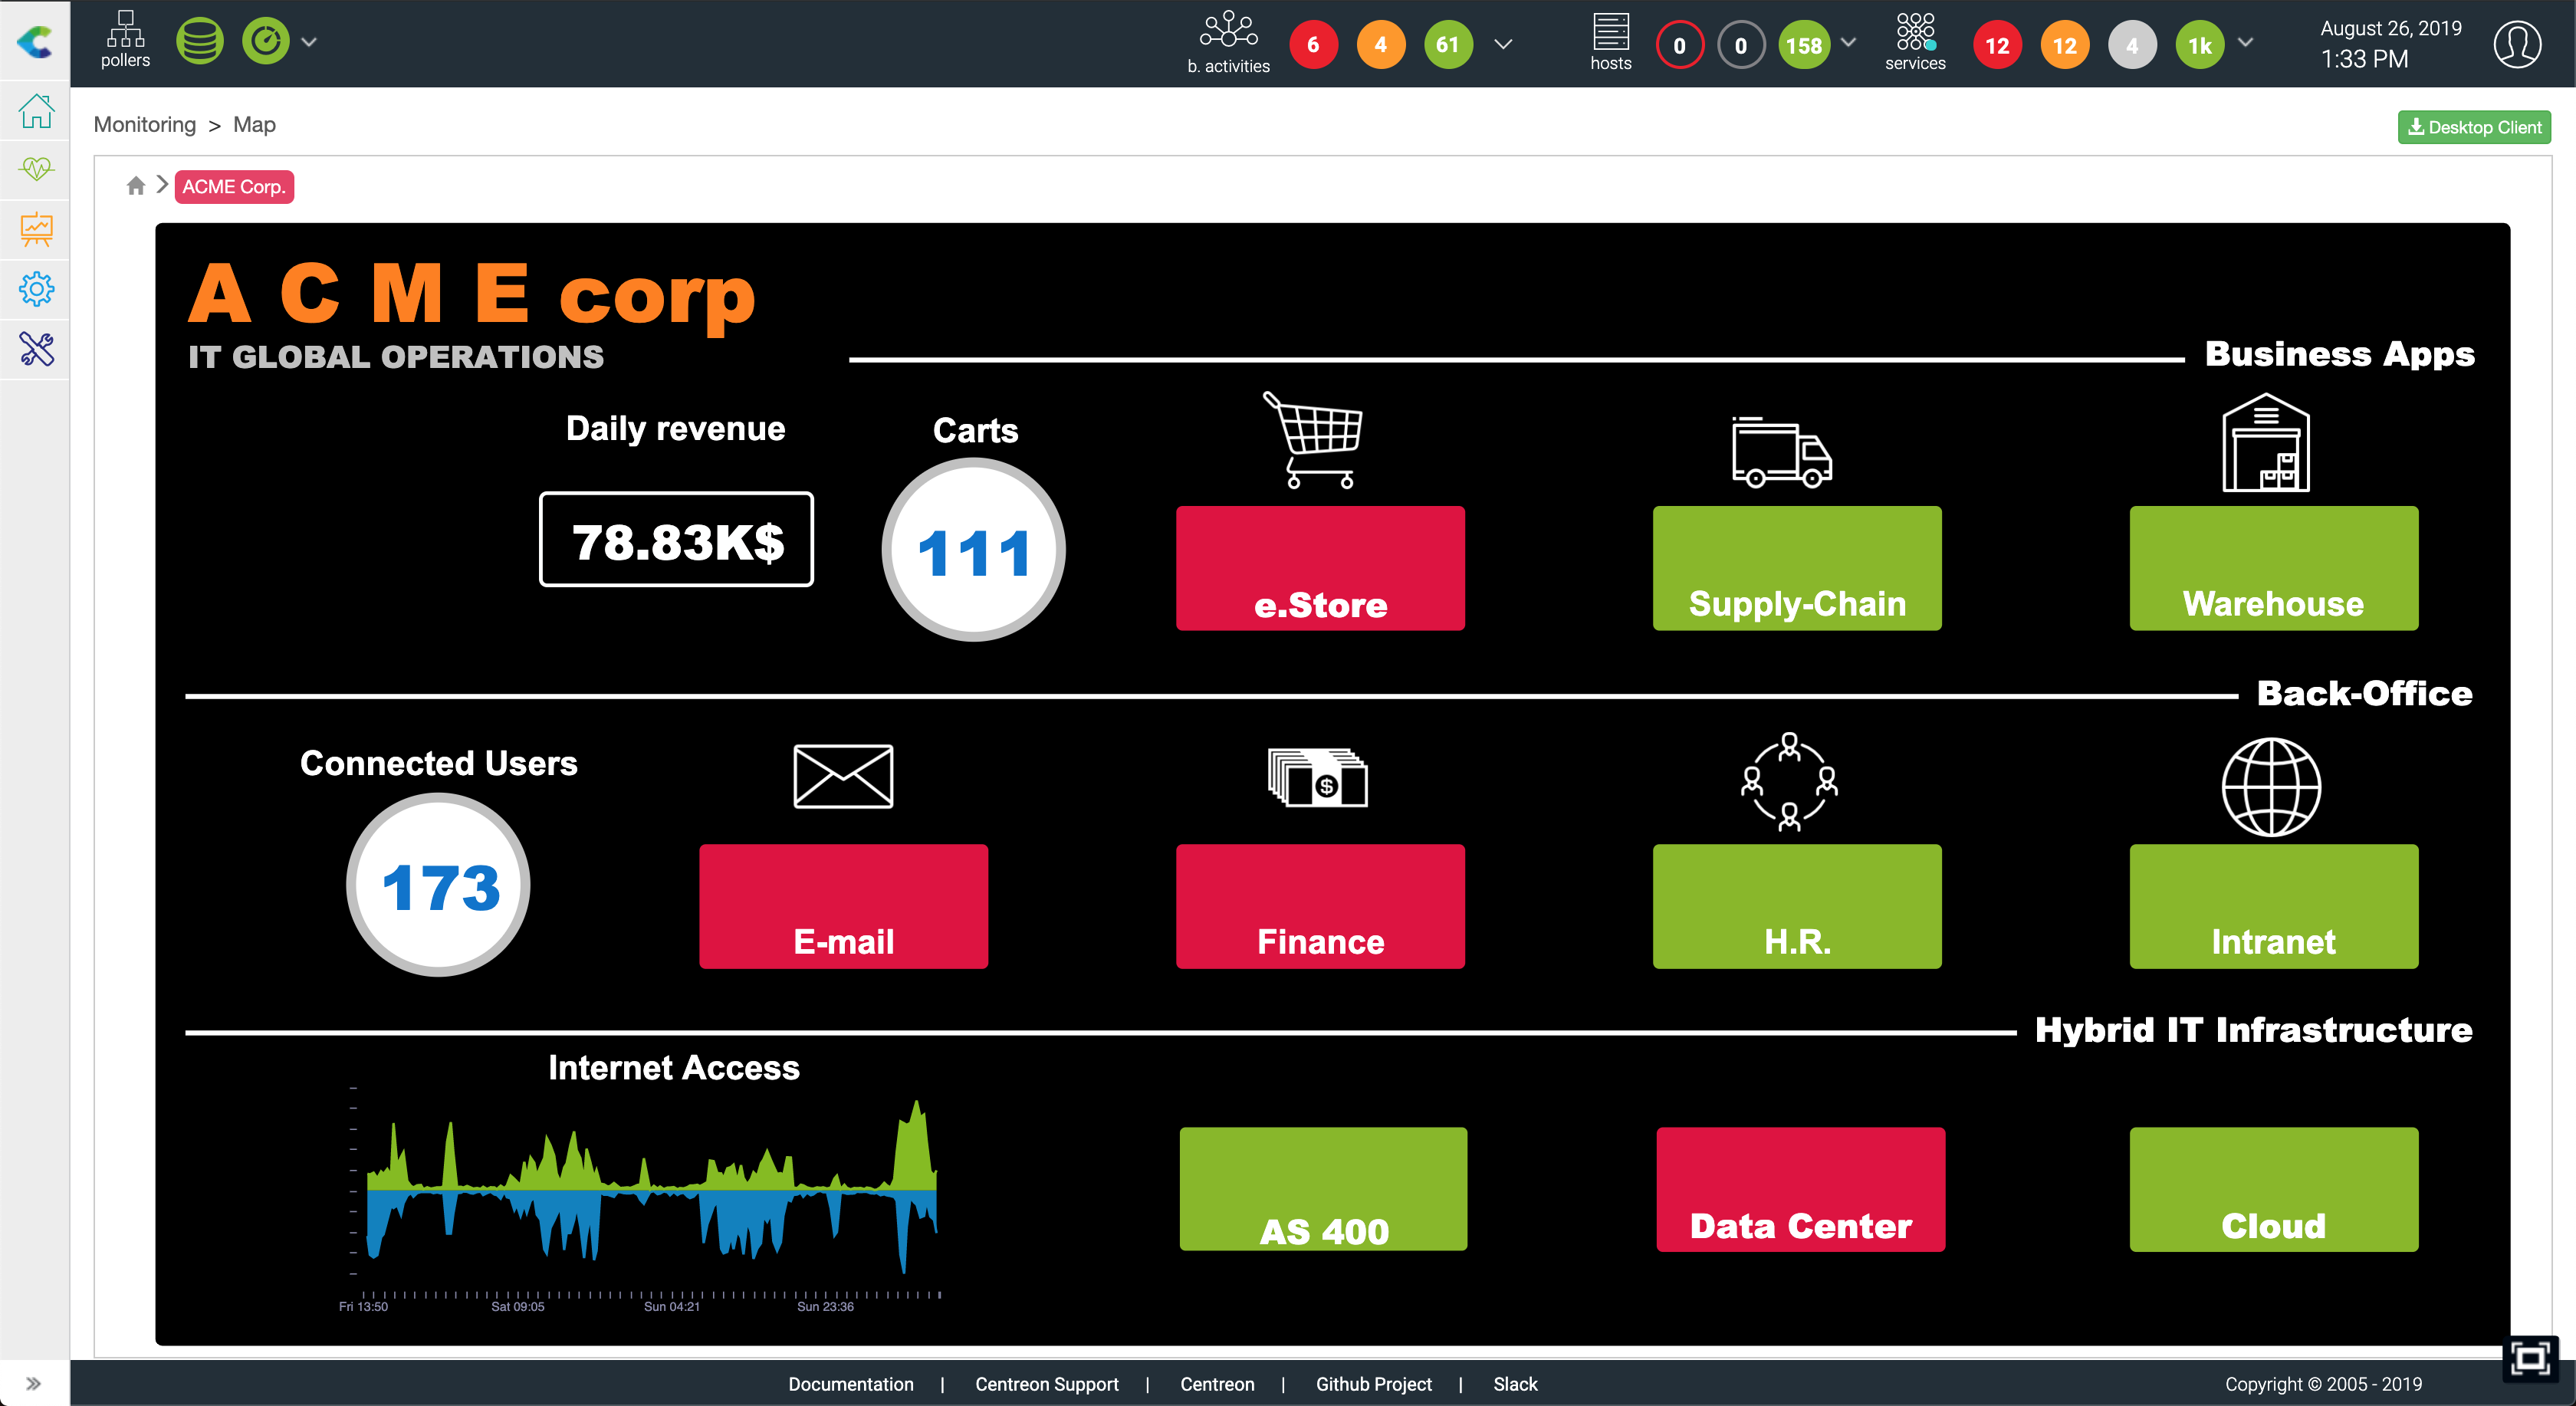 pollers
b. activities
6
4
61
hosts
0
0
158
services
12
12
4
1k
August 26, 2019
1:33 PM
Monitoring > Map
Desktop Client
ACME Corp.
A C M E corp
IT GLOBAL OPERATIONS
Business Apps
Daily revenue
Carts
78.83K$
111
e.Store
Supply-Chain
Warehouse
Back-Office
Connected Users
173
E-mail
Finance
$
H.R.
Intranet
Hybrid IT Infrastructure
Internet Access
Fri 13:50
Sat 09:05
Sun 04:21
Sun 23:36
AS 400
Data Center
Cloud
Documentation | Centreon Support | Centreon | Github Project | Slack
Copyright © 2005 - 2019